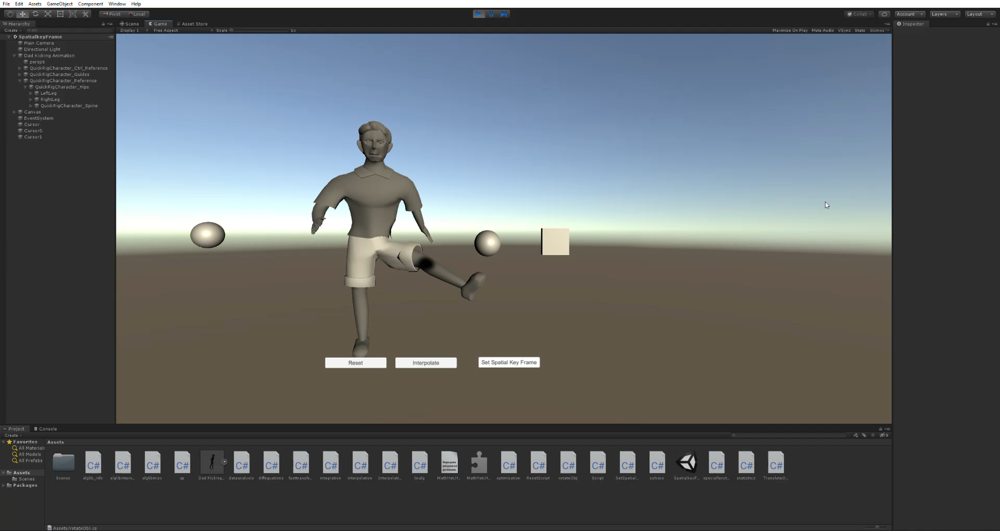 File Edit Assets GameObject Component Window Help
Pivot Local Collab Account Layers Layout
Hierarchy Scene Game Asset Store Inspector
Create All Display 1 Free Aspect Scale 1x Maximize On Play Mute Audio VSync Stats Gizmos
SpatialkeyFrame
Main Camera
Directional Light
Dad Kicking Animation
persp6
QuickRigCharacter_Ctrl_Reference
QuickRigCharacter_Guides
QuickRigCharacter_Reference
QuickRigCharacter_Hips
LeftLeg
RightLeg
QuickRigCharacter_Spine
Canvas
EventSystem
Cursor
Cursor0
Cursor1
Reset Interpolate Set Spatial Key Frame
Project Console
Create 9
Favorites Assets
All Materials
All Models
All Prefabs
C# C# C# C# C# C# C# C# C# C# C# C# C# C# C# C# C# C# C# C#
Assets Scenes alglib_info alglibintern... alglibmisc ap Dad Kicking... dataanalysis diffequations fasttransfo... integration interpolation Interpolati... linalg MathNet.N... MathNet.N... optimization ResetScript rotateObj Script SetSpatial... solvers SpatialkeyF... specialfunct... statistics TranslateO...
Scenes
Packages
Assets/rotateObj.cs